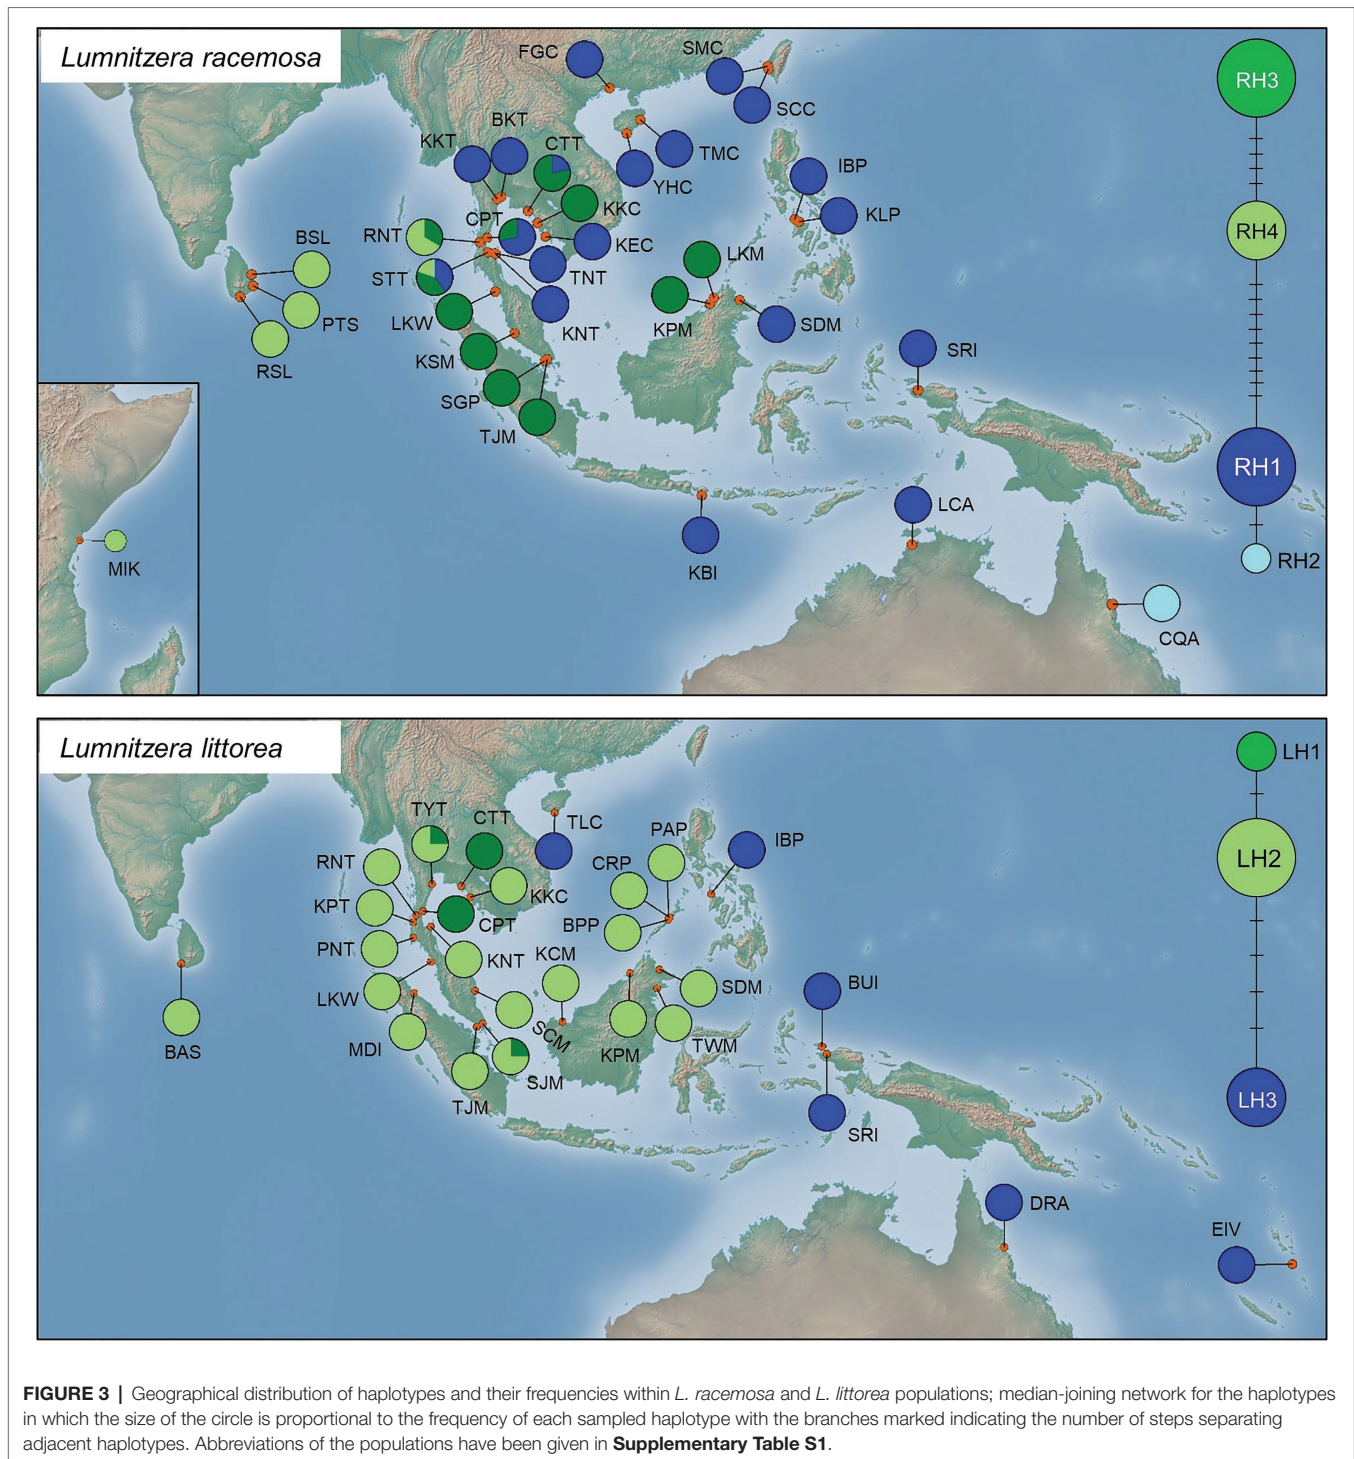 Lumnitzera racemosa
FGC
SMC
SCC
RH3
BKT
KKT
CTT
TMC
YHC
IBP
KKC
KLP
CPT
RNT
KEC
RH4
BSL
LKM
STT
TNT
PTS
LKW
KPM
SDM
KNT
RSL
KSM
SRI
SGP
TJM
RH1
LCA
RH2
MIK
KBI
CQA
Lumnitzera littorea
LH1
TYT
CTT
TLC
PAP
IBP
RNT
CRP
LH2
KKC
KPT
CPT
BPP
PNT
KNT
KCM
LKW
SDM
BUI
SCM
BAS
MDI
KPM
TWM
SJM
LH3
TJM
SRI
DRA
EIV
FIGURE 3 | Geographical distribution of haplotypes and their frequencies within L. racemosa and L. littorea populations; median-joining network for the haplotypes
in which the size of the circle is proportional to the frequency of each sampled haplotype with the branches marked indicating the number of steps separating
adjacent haplotypes. Abbreviations of the populations have been given in Supplementary Table S1.